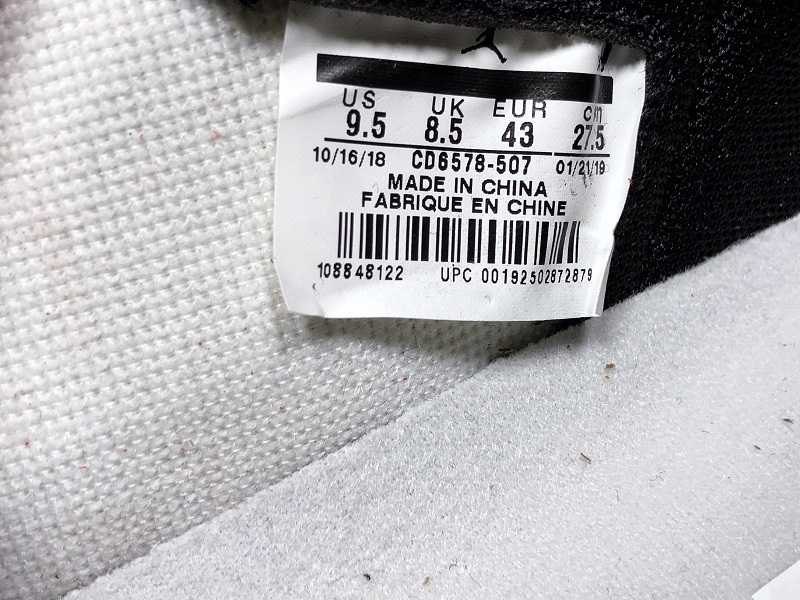 US UK EUR cm
9.5 8.5 43 27.5
10/16/18 CD6578-507 01/21/19
MADE IN CHINA
FABRIQUE EN CHINE
108848122 UPC 00192502872879